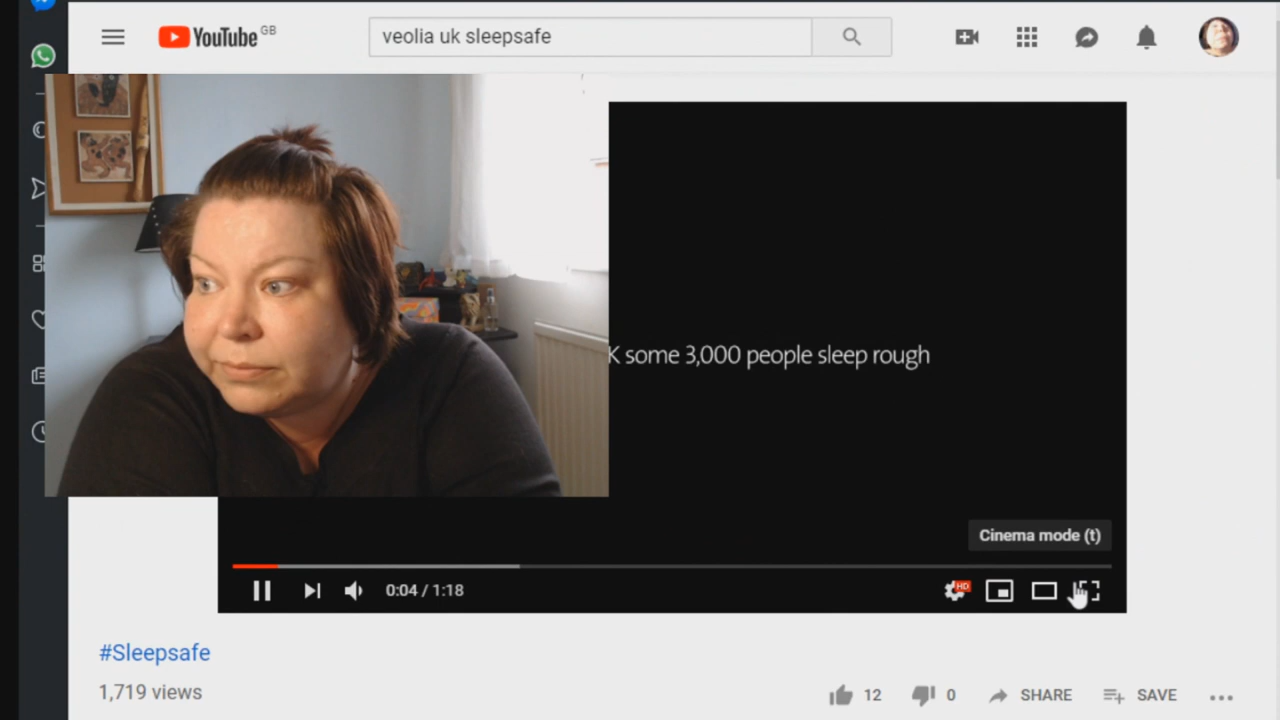 YouTube GB
veolia uk sleepsafe
K some 3,000 people sleep rough
Cinema mode (t)
0:04 / 1:18
HD
#Sleepsafe
1,719 views
12
0
SHARE
SAVE